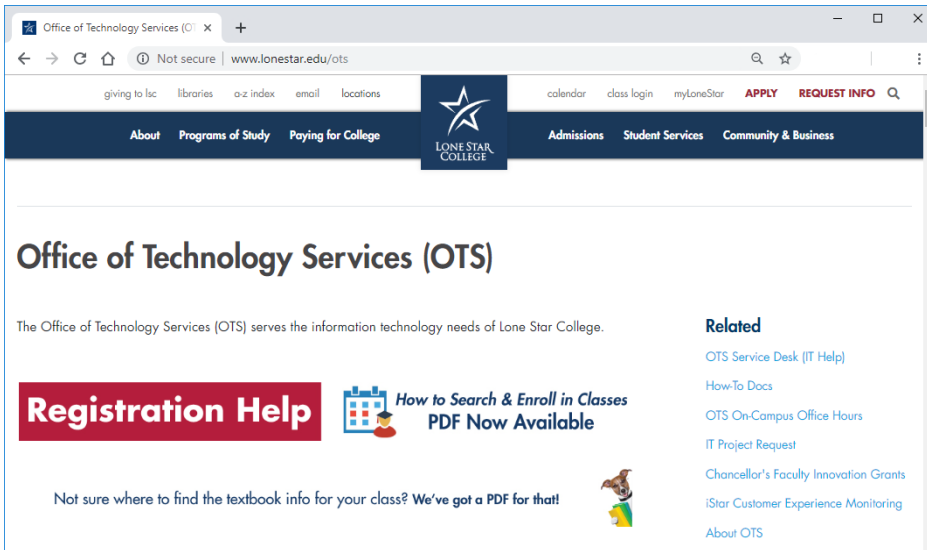 Office of Technology Services (OT
Not secure | www.lonestar.edu/ots
giving to lsc libraries a-z index email locations calendar class login myLoneStar APPLY REQUEST INFO
About Programs of Study Paying for College Admissions Student Services Community & Business
LONE STAR
COLLEGE
Office of Technology Services (OTS)
The Office of Technology Services (OTS) serves the information technology needs of Lone Star College.
Registration Help
How to Search & Enroll in Classes
PDF Now Available
Not sure where to find the textbook info for your class? We've got a PDF for that!
Related
OTS Service Desk (IT Help)
How-To Docs
OTS On-Campus Office Hours
IT Project Request
Chancellor's Faculty Innovation Grants
iStar Customer Experience Monitoring
About OTS